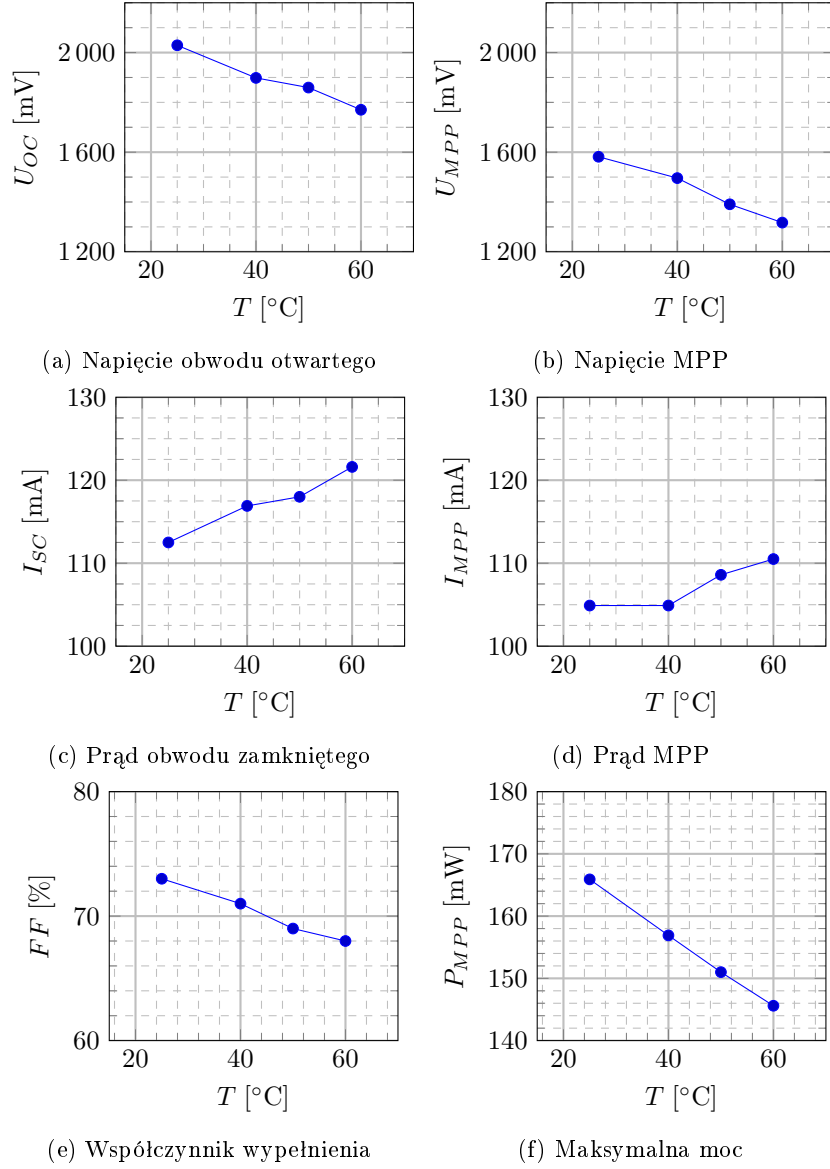 2 000
1 600
1 200
U_OC [mV]
20 40 60
T [°C]
(a) Napięcie obwodu otwartego
2 000
1 600
1 200
U_MPP [mV]
20 40 60
T [°C]
(b) Napięcie MPP
130
120
110
100
I_SC [mA]
20 40 60
T [°C]
(c) Prąd obwodu zamkniętego
130
120
110
100
I_MPP [mA]
20 40 60
T [°C]
(d) Prąd MPP
80
70
60
FF [%]
20 40 60
T [°C]
(e) Współczynnik wypełnienia
180
170
160
150
140
P_MPP [mW]
20 40 60
T [°C]
(f) Maksymalna moc